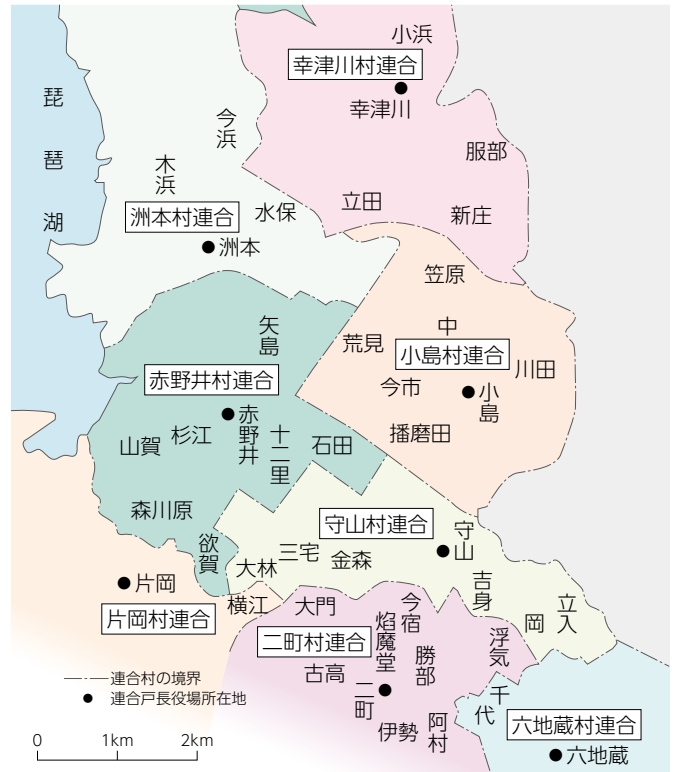 小浜
幸津川村連合
幸津川
琵琶湖
今浜
服部
木浜
立田
新庄
水保
洲本村連合
洲本
笠原
中
矢島
荒見
小島村連合
川田
赤野井村連合
今市
小島
赤野井
播磨田
杉江
山賀
十二里
石田
森川原
守山村連合
守山
欲賀
三宅
金森
大林
片岡
吉身
立入
横江
大門
今宿
岡
片岡村連合
焰魔堂
浮気
二町村連合
勝部
古高
連合村の境界
二町
千代
連合戸長役場所在地
阿村
伊勢
六地蔵村連合
六地蔵
0 1km 2km